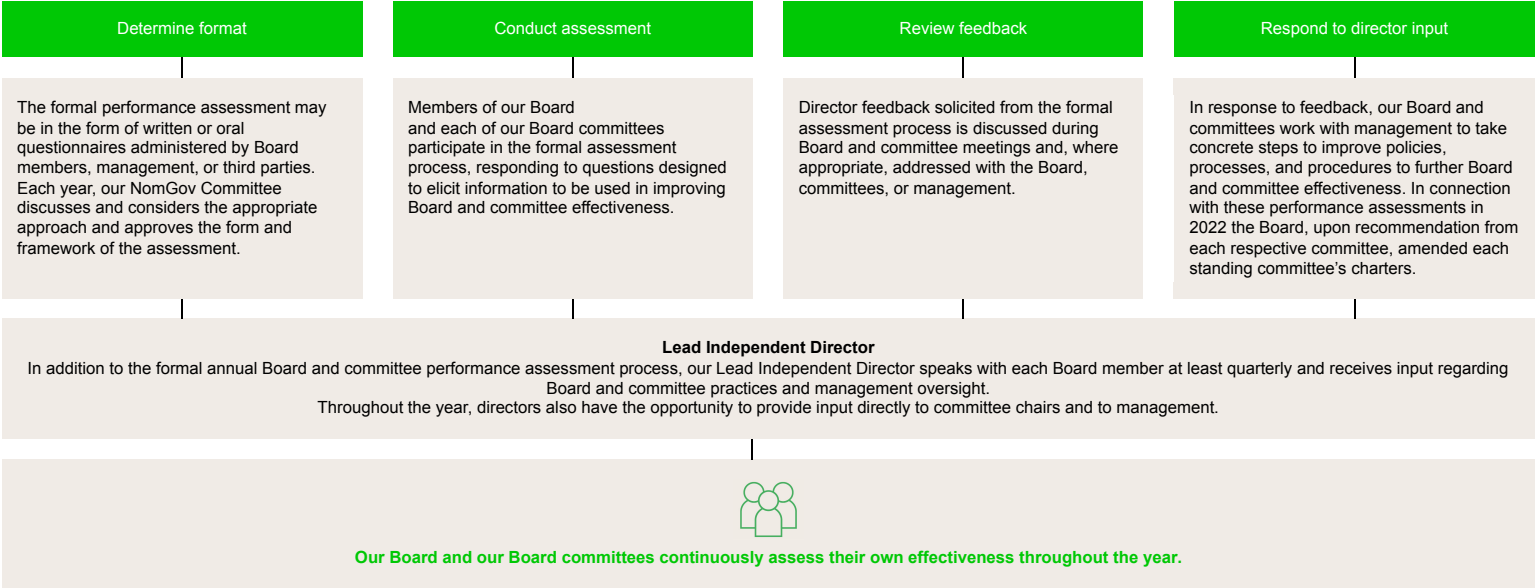 Determine format
The formal performance assessment may
be in the form of written or oral
questionnaires administered by Board
members, management, or third parties.
Each year, our NomGov Committee
discusses and considers the appropriate
approach and approves the form and
framework of the assessment.
Conduct assessment
Members of our Board
and each of our Board committees
participate in the formal assessment
process, responding to questions designed
to elicit information to be used in improving
Board and committee effectiveness.
Review feedback
Director feedback solicited from the formal
assessment process is discussed during
Board and committee meetings and, where
appropriate, addressed with the Board,
committees, or management.
Respond to director input
In response to feedback, our Board and
committees work with management to take
concrete steps to improve policies,
processes, and procedures to further Board
and committee effectiveness. In connection
with these performance assessments in
2022 the Board, upon recommendation from
each respective committee, amended each
standing committee’s charters.
Lead Independent Director
In addition to the formal annual Board and committee performance assessment process, our Lead Independent Director speaks with each Board member at least quarterly and receives input regarding
Board and committee practices and management oversight.
Throughout the year, directors also have the opportunity to provide input directly to committee chairs and to management.
Our Board and our Board committees continuously assess their own effectiveness throughout the year.